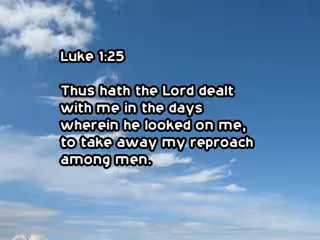 Luke 1:25
Thus hath the Lord dealt
with me in the days
wherein he looked on me,
to take away my reproach
among men.